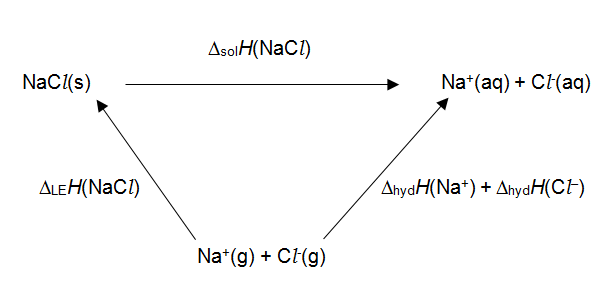 ΔsolH(NaCl)
NaCl(s)
Na⁺(aq) + Cl⁻(aq)
ΔLEH(NaCl)
ΔhydH(Na⁺) + ΔhydH(Cl⁻)
Na⁺(g) + Cl⁻(g)